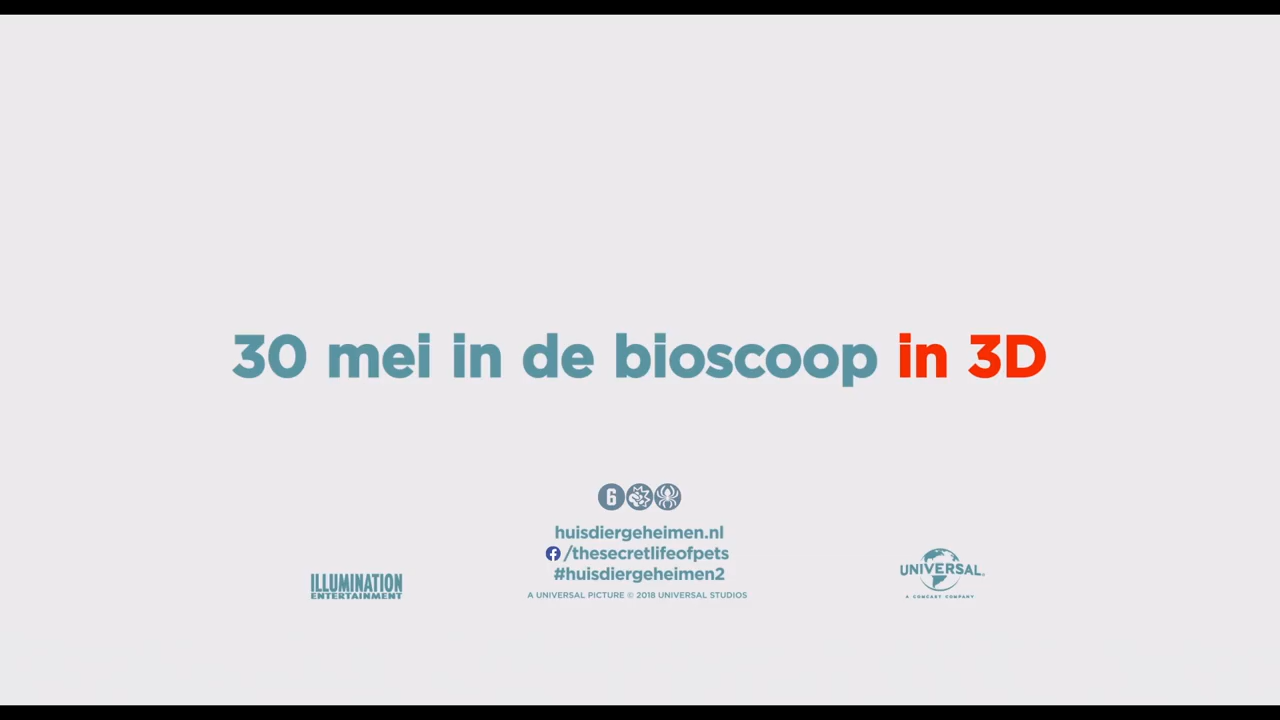 30 mei in de bioscoop in 3D
6
huisdiergeheimen.nl
/thesecretlifeofpets
#huisdiergeheimen2
A UNIVERSAL PICTURE © 2018 UNIVERSAL STUDIOS
ILLUMINATION
ENTERTAINMENT
UNIVERSAL
A COMCAST COMPANY